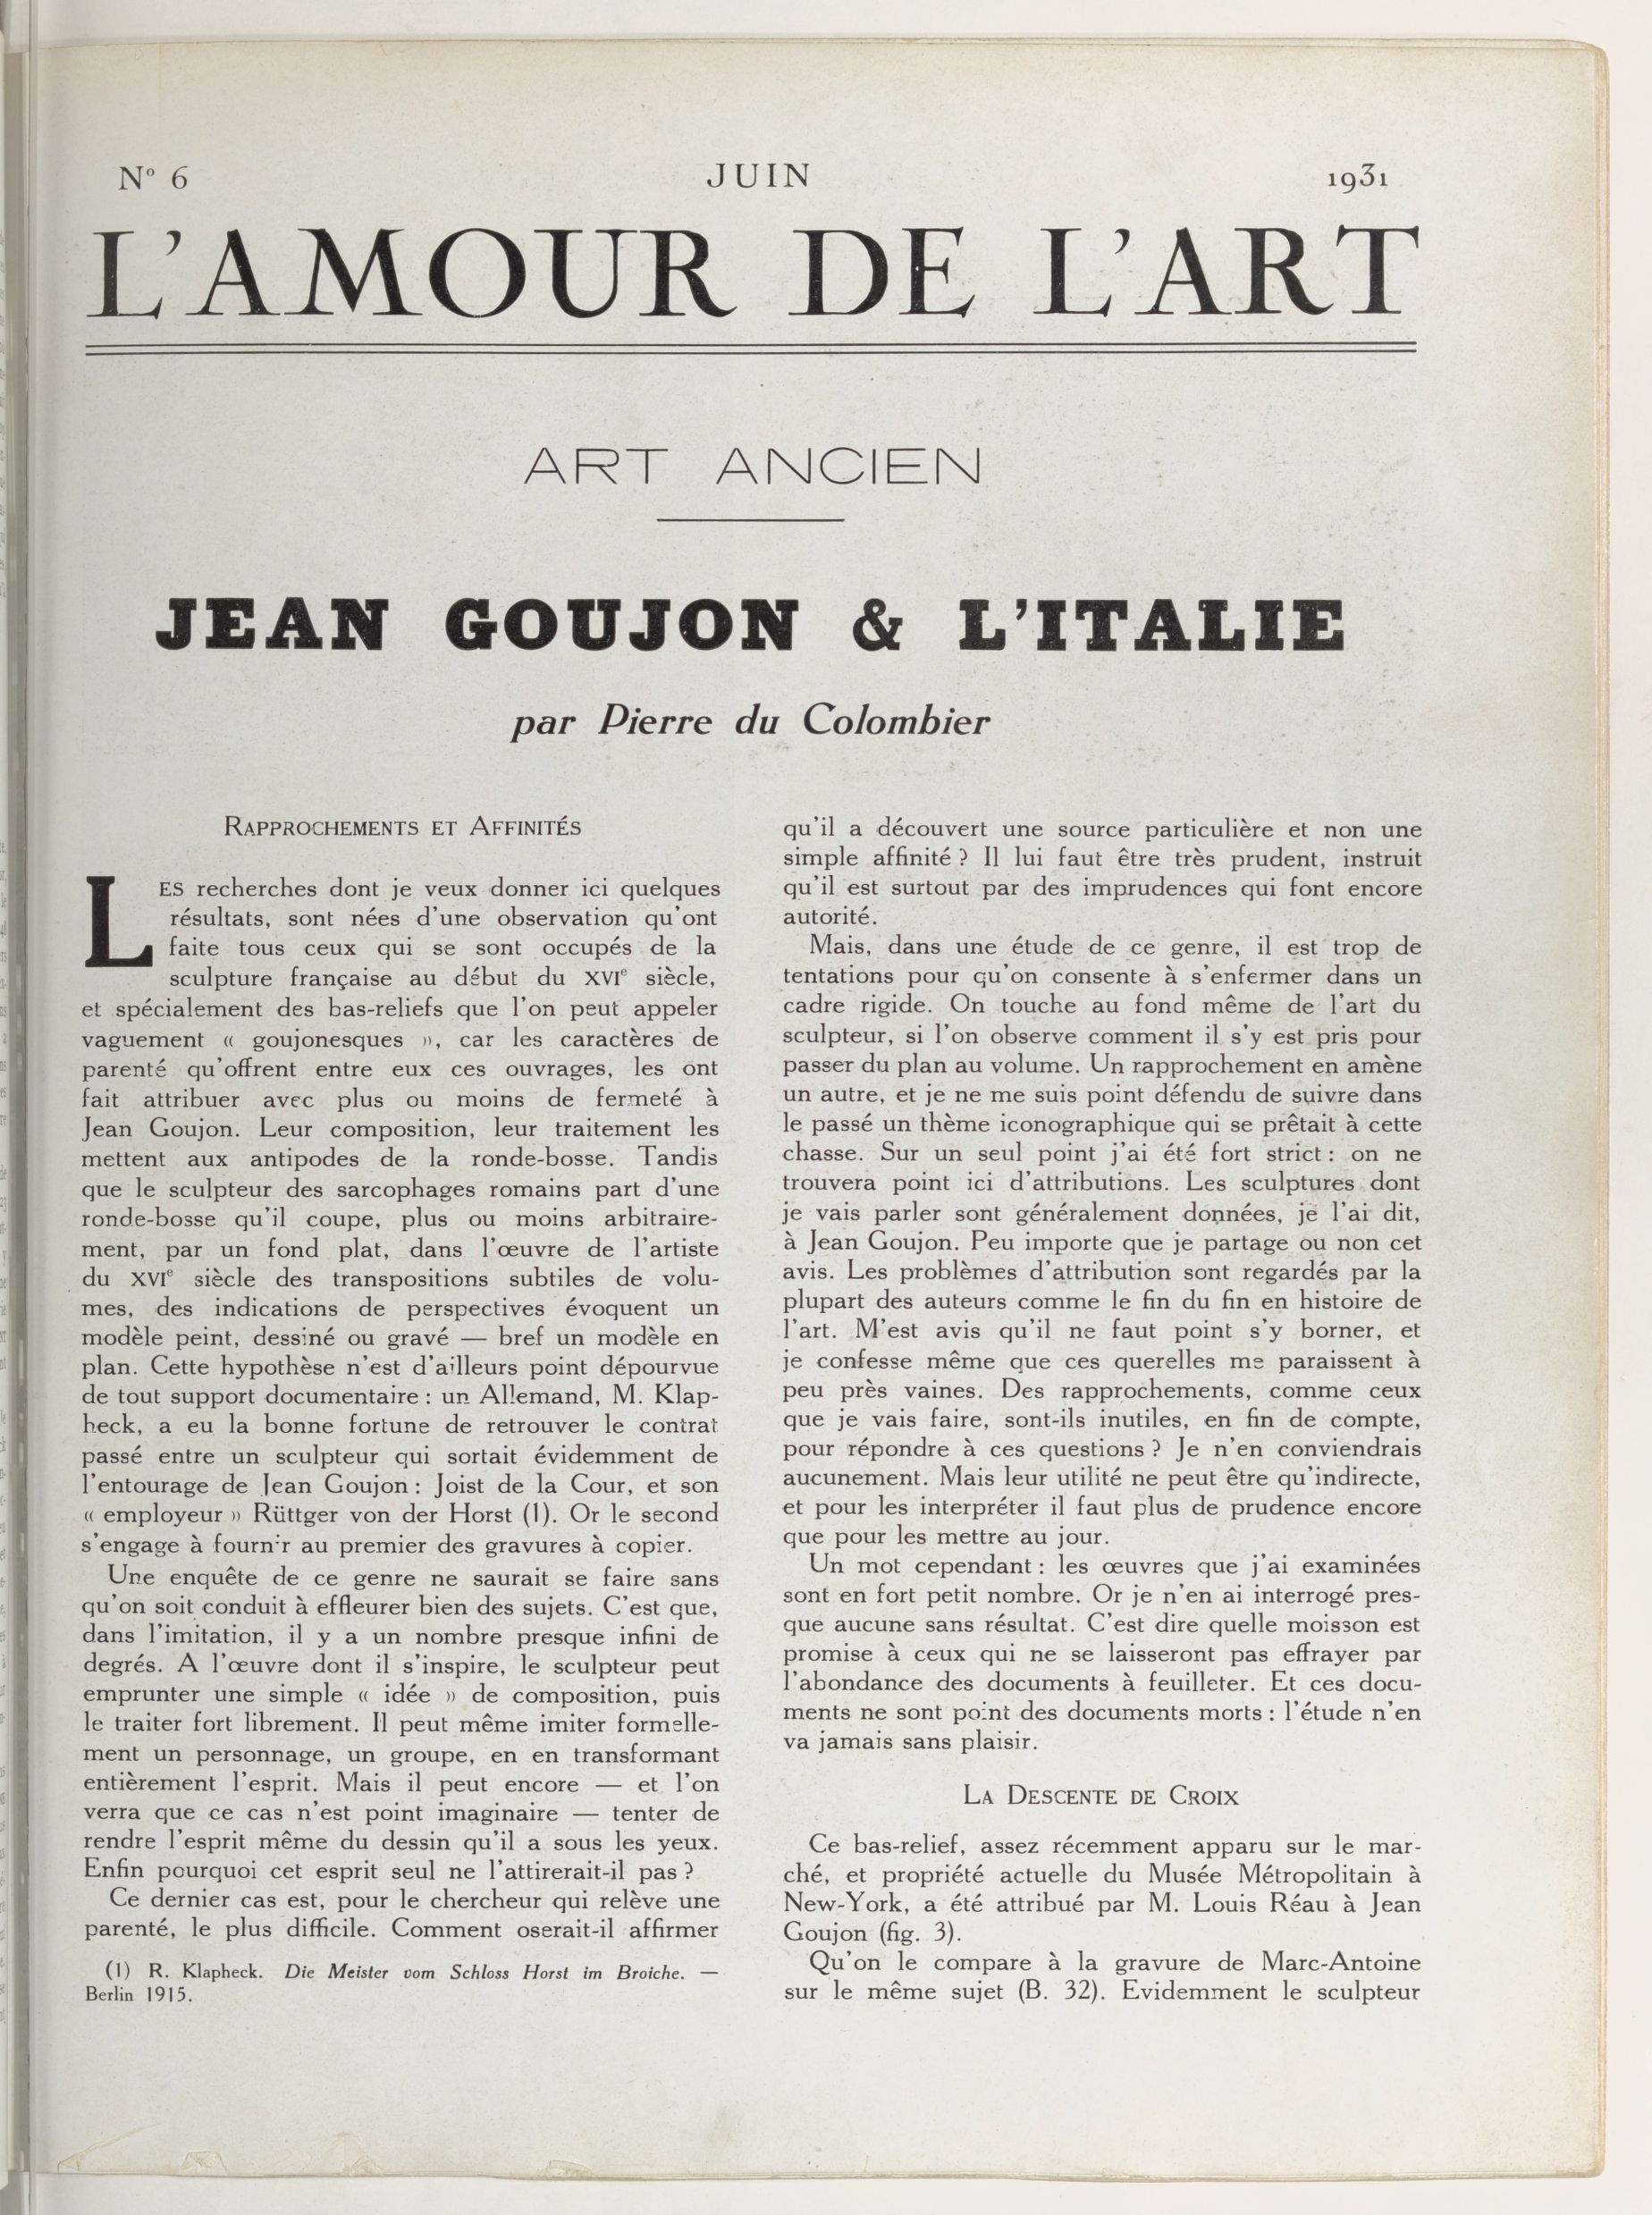 N° 6 JUIN 1931
L'AMOUR DE L'ART
ART ANCIEN
JEAN GOUJON & L'ITALIE
par Pierre du Colombier
RAPPROCHEMENTS ET AFFINITÉS
LES recherches dont je veux donner ici quelques
résultats, sont nées d'une observation qu'ont
faite tous ceux qui se sont occupés de la
sculpture française au début du XVIe siècle,
et spécialement des bas-reliefs que l'on peut appeler
vaguement « goujonesques », car les caractères de
parenté qu'offrent entre eux ces ouvrages, les ont
fait attribuer avec plus ou moins de fermeté à
Jean Goujon. Leur composition, leur traitement les
mettent aux antipodes de la ronde-bosse. Tandis
que le sculpteur des sarcophages romains part d'une
ronde-bosse qu'il coupe, plus ou moins arbitraire-
ment, par un fond plat, dans l'œuvre de l'artiste
du XVIe siècle des transpositions subtiles de volu-
mes, des indications de perspectives évoquent un
modèle peint, dessiné ou gravé — bref un modèle en
plan. Cette hypothèse n'est d'ailleurs point dépourvue
de tout support documentaire : un Allemand, M. Klap-
heck, a eu la bonne fortune de retrouver le contrat
passé entre un sculpteur qui sortait évidemment de
l'entourage de Jean Goujon : Joist de la Cour, et son
« employeur » Rüttger von der Horst (1). Or le second
s'engage à fournir au premier des gravures à copier.
Une enquête de ce genre ne saurait se faire sans
qu'on soit conduit à effleurer bien des sujets. C'est que,
dans l'imitation, il y a un nombre presque infini de
degrés. A l'œuvre dont il s'inspire, le sculpteur peut
emprunter une simple « idée » de composition, puis
le traiter fort librement. Il peut même imiter formelle-
ment un personnage, un groupe, en en transformant
entièrement l'esprit. Mais il peut encore — et l'on
verra que ce cas n'est point imaginaire — tenter de
rendre l'esprit même du dessin qu'il a sous les yeux.
Enfin pourquoi cet esprit seul ne l'attirerait-il pas ?
Ce dernier cas est, pour le chercheur qui relève une
parenté, le plus difficile. Comment oserait-il affirmer
(1) R. Klapheck. Die Meister vom Schloss Horst im Broiche. —
Berlin 1915.
qu'il a découvert une source particulière et non une
simple affinité ? Il lui faut être très prudent, instruit
qu'il est surtout par des imprudences qui font encore
autorité.
Mais, dans une étude de ce genre, il est trop de
tentations pour qu'on consente à s'enfermer dans un
cadre rigide. On touche au fond même de l'art du
sculpteur, si l'on observe comment il s'y est pris pour
passer du plan au volume. Un rapprochement en amène
un autre, et je ne me suis point défendu de suivre dans
le passé un thème iconographique qui se prêtait à cette
chasse. Sur un seul point j'ai été fort strict : on ne
trouvera point ici d'attributions. Les sculptures dont
je vais parler sont généralement données, je l'ai dit,
à Jean Goujon. Peu importe que je partage ou non cet
avis. Les problèmes d'attribution sont regardés par la
plupart des auteurs comme le fin du fin en histoire de
l'art. M'est avis qu'il ne faut point s'y borner, et
je confesse même que ces querelles me paraissent à
peu près vaines. Des rapprochements, comme ceux
que je vais faire, sont-ils inutiles, en fin de compte,
pour répondre à ces questions ? Je n'en conviendrais
aucunement. Mais leur utilité ne peut être qu'indirecte,
et pour les interpréter il faut plus de prudence encore
que pour les mettre au jour.
Un mot cependant : les œuvres que j'ai examinées
sont en fort petit nombre. Or je n'en ai interrogé pres-
que aucune sans résultat. C'est dire quelle moisson est
promise à ceux qui ne se laisseront pas effrayer par
l'abondance des documents à feuilleter. Et ces docu-
ments ne sont point des documents morts : l'étude n'en
va jamais sans plaisir.
LA DESCENTE DE CROIX
Ce bas-relief, assez récemment apparu sur le mar-
ché, et propriété actuelle du Musée Métropolitain à
New-York, a été attribué par M. Louis Réau à Jean
Goujon (fig. 3).
Qu'on le compare à la gravure de Marc-Antoine
sur le même sujet (B. 32). Evidemment le sculpteur